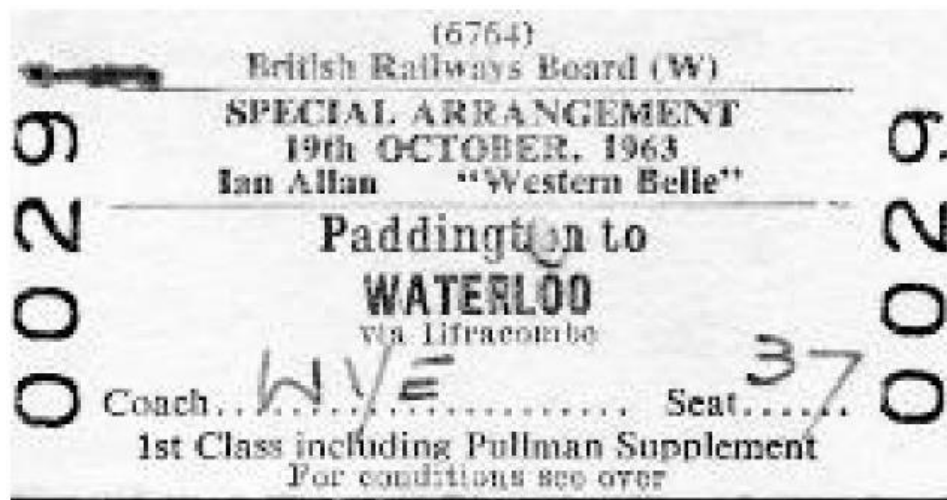 (6764)
British Railways Board (W)
SPECIAL ARRANGEMENT
19th OCTOBER, 1963
Ian Allan "Western Belle"
Paddington to
WATERLOO
via Ilfracombe
Coach..WYE.......... Seat..37....
1st Class including Pullman Supplement
For conditions see over
0029
0029